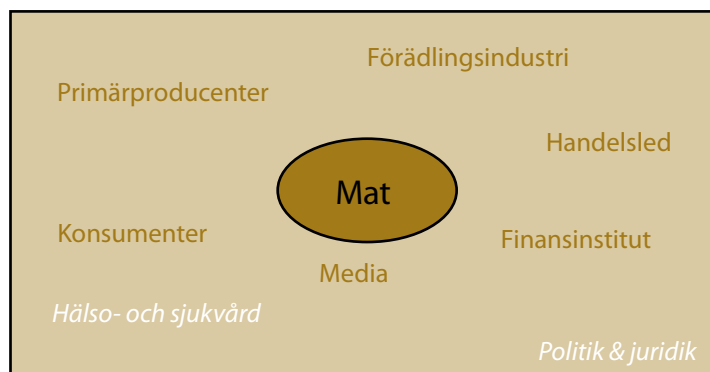 Förädlingsindustri
Primärproducenter
Handelsled
Mat
Konsumenter
Finansinstitut
Media
Hälso- och sjukvård
Politik & juridik